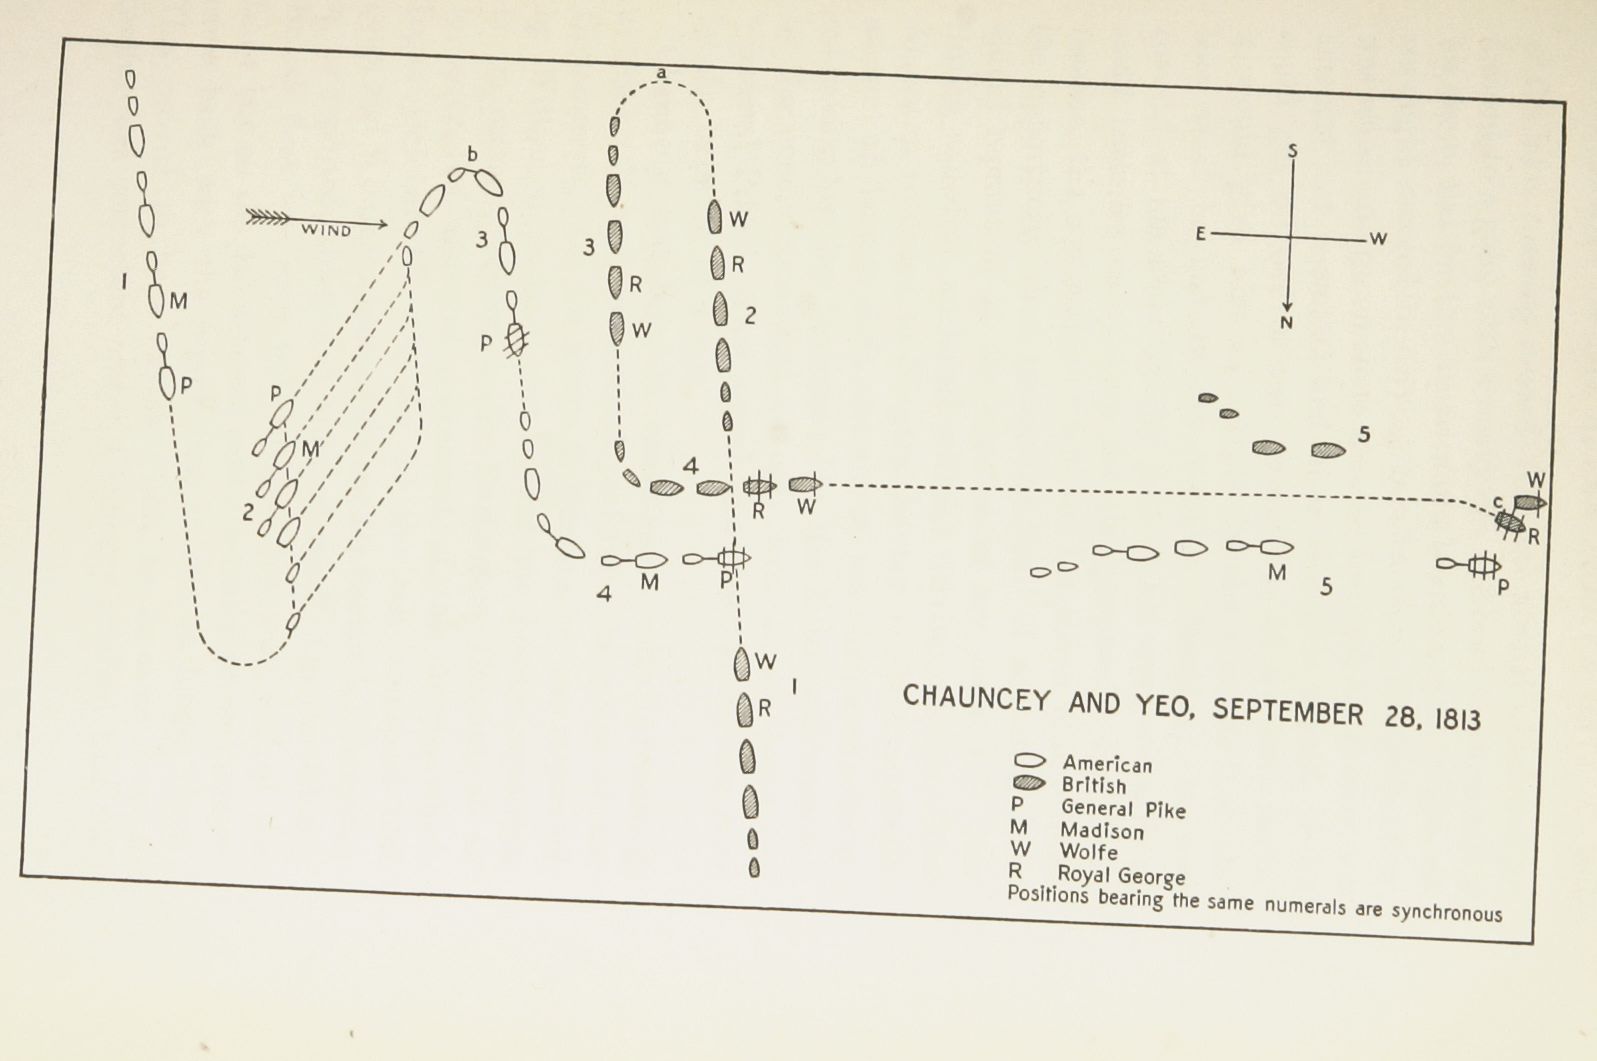 a
b
S
WIND
W
3
3
E
W
R
1
M
R
2
N
W
P
P
P
M
5
4
W
2
R
W
c
R
4
M
P
M
5
P
W
1
R
CHAUNCEY AND YEO, SEPTEMBER 28, 1813
American
British
P General Pike
M Madison
W Wolfe
R Royal George
Positions bearing the same numerals are synchronous